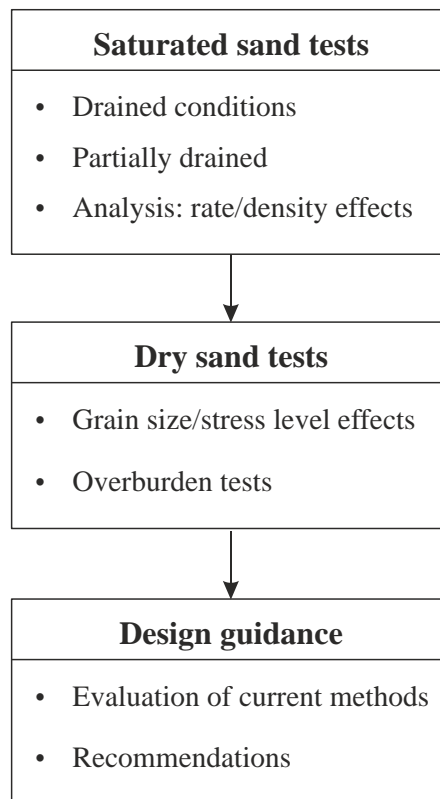 Saturated sand tests
• Drained conditions
• Partially drained
• Analysis: rate/density effects
Dry sand tests
• Grain size/stress level effects
• Overburden tests
Design guidance
• Evaluation of current methods
• Recommendations